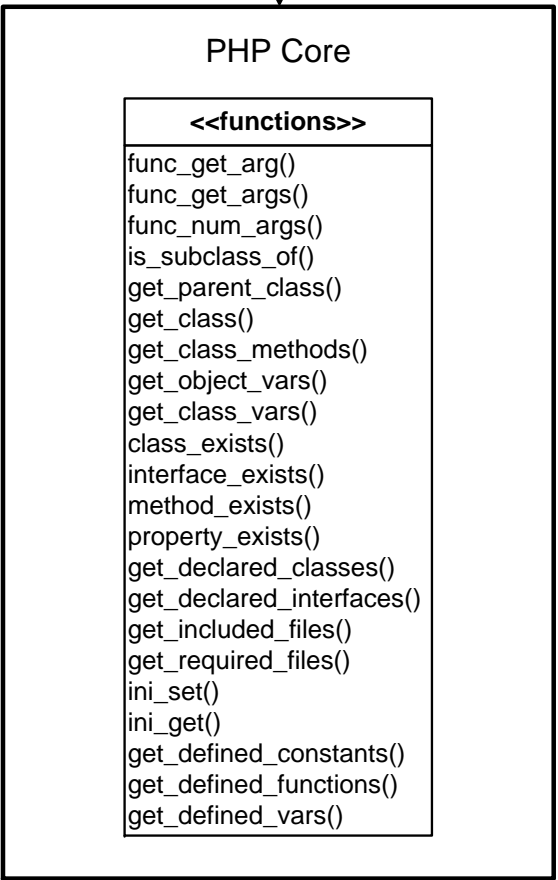 PHP Core
<<functions>>
func_get_arg()
func_get_args()
func_num_args()
is_subclass_of()
get_parent_class()
get_class()
get_class_methods()
get_object_vars()
get_class_vars()
class_exists()
interface_exists()
method_exists()
property_exists()
get_declared_classes()
get_declared_interfaces()
get_included_files()
get_required_files()
ini_set()
ini_get()
get_defined_constants()
get_defined_functions()
get_defined_vars()